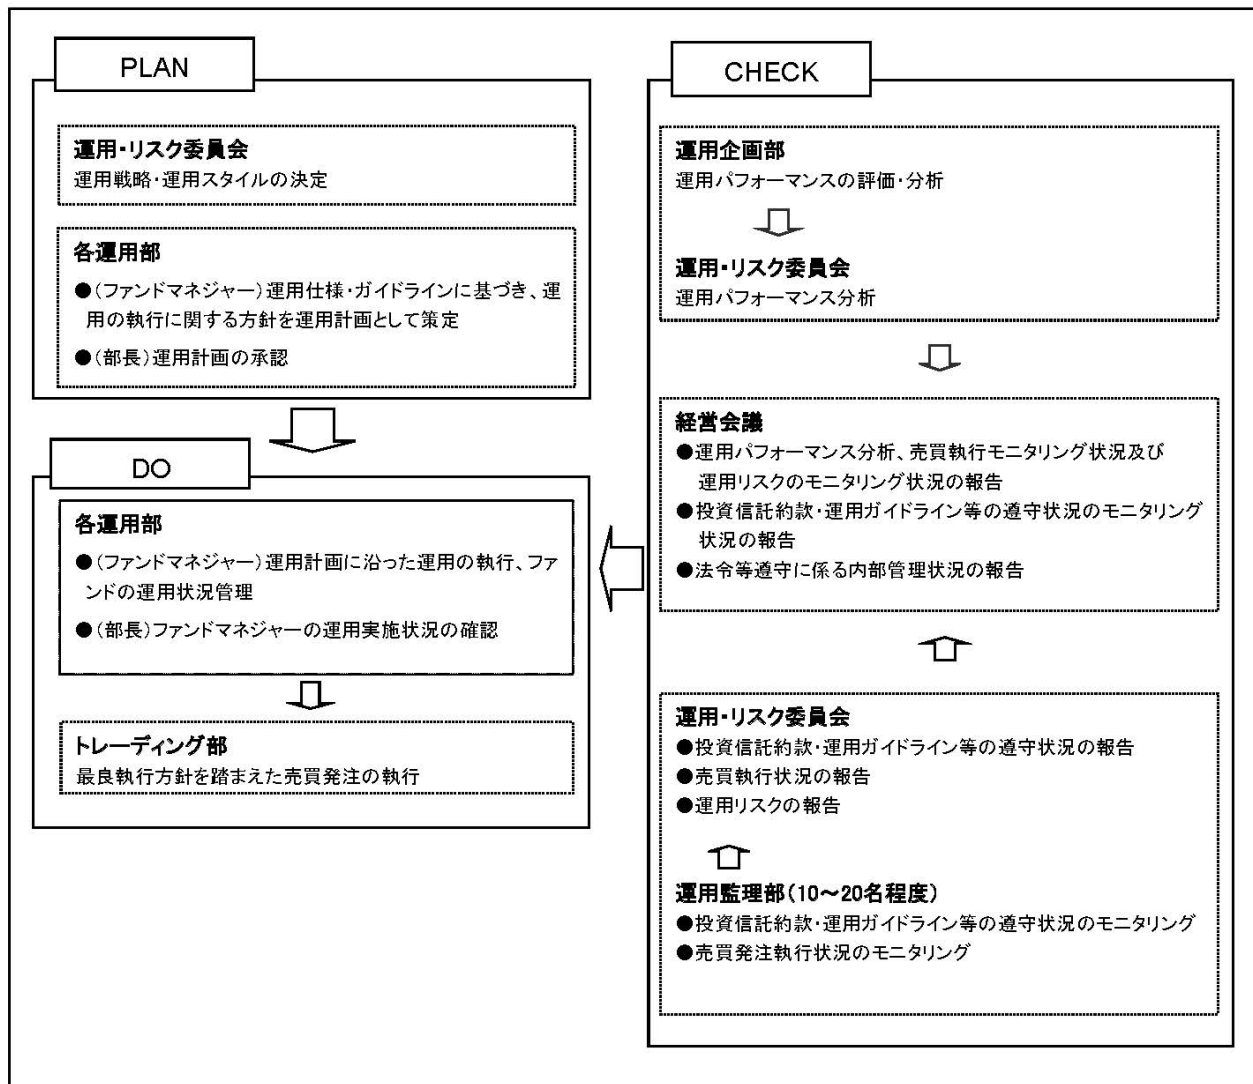 PLAN
運用・リスク委員会
運用戦略・運用スタイルの決定
各運用部
●(ファンドマネジャー)運用仕様・ガイドラインに基づき、運
用の執行に関する方針を運用計画として策定
●(部長)運用計画の承認
DO
各運用部
●(ファンドマネジャー)運用計画に沿った運用の執行、ファ
ンドの運用状況管理
●(部長)ファンドマネジャーの運用実施状況の確認
トレーディング部
最良執行方針を踏まえた売買発注の執行
CHECK
運用企画部
運用パフォーマンスの評価・分析
運用・リスク委員会
運用パフォーマンス分析
経営会議
●運用パフォーマンス分析、売買執行モニタリング状況及び
運用リスクのモニタリング状況の報告
●投資信託約款・運用ガイドライン等の遵守状況のモニタリング
状況の報告
●法令等遵守に係る内部管理状況の報告
運用・リスク委員会
●投資信託約款・運用ガイドライン等の遵守状況の報告
●売買執行状況の報告
●運用リスクの報告
運用監理部(10～20名程度)
●投資信託約款・運用ガイドライン等の遵守状況のモニタリング
●売買発注執行状況のモニタリング